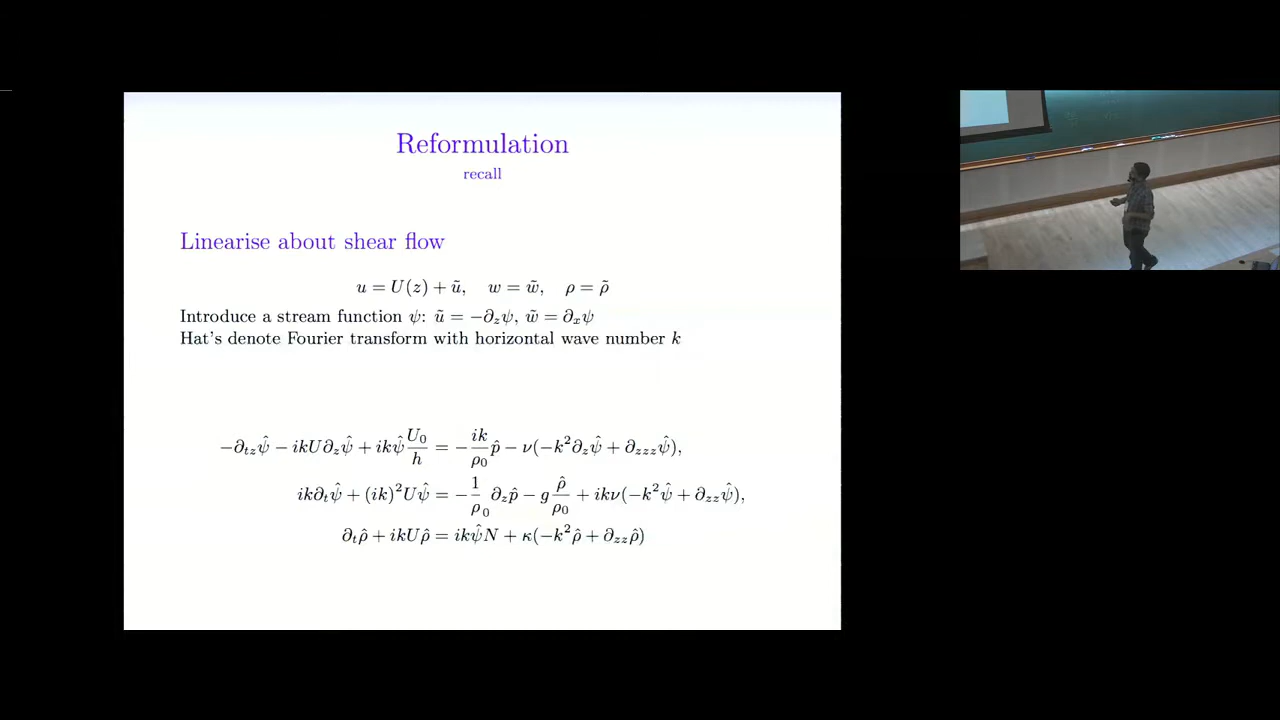 Reformulation
recall
Linearise about shear flow
u = U(z) + ũ, w = w̃, ρ = ρ̃
Introduce a stream function ψ: ũ = −∂_zψ, w̃ = ∂_xψ
Hat's denote Fourier transform with horizontal wave number k
−∂_{tz}ψ̂ − ikU∂_zψ̂ + ikψ̂ U_0/h = −(ik/ρ_0) p̂ − ν(−k²∂_zψ̂ + ∂_{zzz}ψ̂),
ik∂_tψ̂ + (ik)²Uψ̂ = −(1/ρ_0) ∂_z p̂ − g ρ̂/ρ_0 + ikν(−k²ψ̂ + ∂_{zz}ψ̂),
∂_tρ̂ + ikUρ̂ = ikψ̂N + κ(−k²ρ̂ + ∂_{zz}ρ̂)